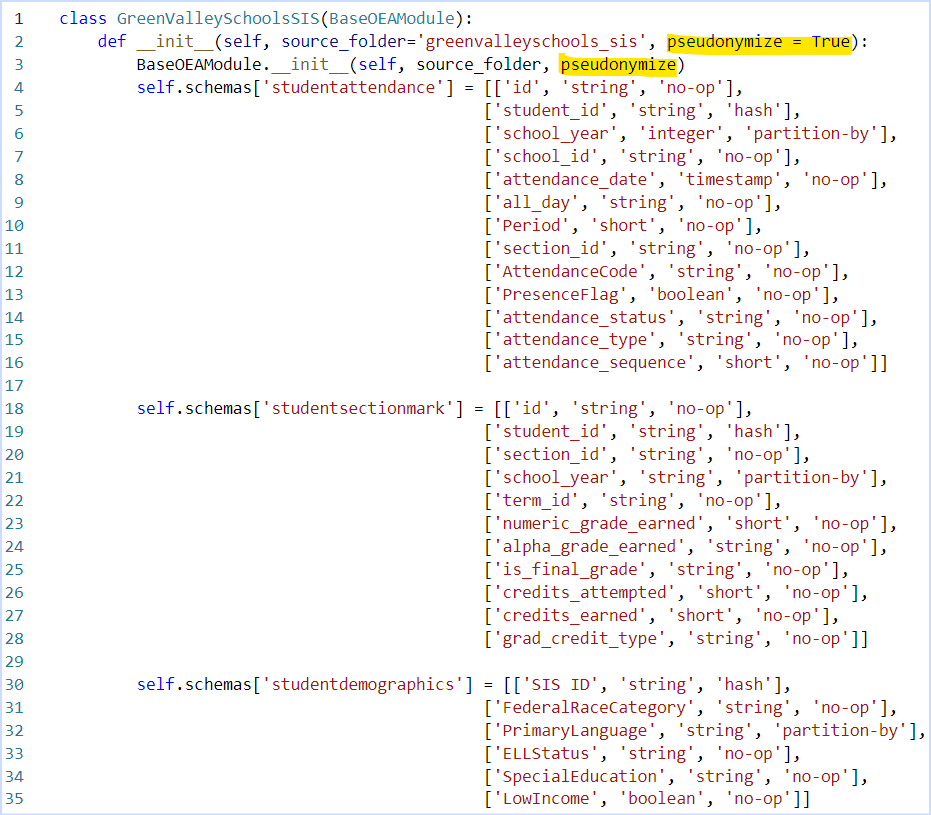 1 class GreenValleySchoolsSIS(BaseOEAModule):
2 def __init__(self, source_folder='greenvalleyschools_sis', pseudonymize = True):
3 BaseOEAModule.__init__(self, source_folder, pseudonymize)
4 self.schemas['studentattendance'] = [['id', 'string', 'no-op'],
5 ['student_id', 'string', 'hash'],
6 ['school_year', 'integer', 'partition-by'],
7 ['school_id', 'string', 'no-op'],
8 ['attendance_date', 'timestamp', 'no-op'],
9 ['all_day', 'string', 'no-op'],
10 ['Period', 'short', 'no-op'],
11 ['section_id', 'string', 'no-op'],
12 ['AttendanceCode', 'string', 'no-op'],
13 ['PresenceFlag', 'boolean', 'no-op'],
14 ['attendance_status', 'string', 'no-op'],
15 ['attendance_type', 'string', 'no-op'],
16 ['attendance_sequence', 'short', 'no-op']]
17
18 self.schemas['studentsectionmark'] = [['id', 'string', 'no-op'],
19 ['student_id', 'string', 'hash'],
20 ['section_id', 'string', 'no-op'],
21 ['school_year', 'string', 'partition-by'],
22 ['term_id', 'string', 'no-op'],
23 ['numeric_grade_earned', 'short', 'no-op'],
24 ['alpha_grade_earned', 'string', 'no-op'],
25 ['is_final_grade', 'string', 'no-op'],
26 ['credits_attempted', 'short', 'no-op'],
27 ['credits_earned', 'short', 'no-op'],
28 ['grad_credit_type', 'string', 'no-op']]
29
30 self.schemas['studentdemographics'] = [['SIS ID', 'string', 'hash'],
31 ['FederalRaceCategory', 'string', 'no-op'],
32 ['PrimaryLanguage', 'string', 'partition-by'],
33 ['ELLStatus', 'string', 'no-op'],
34 ['SpecialEducation', 'string', 'no-op'],
35 ['LowIncome', 'boolean', 'no-op']]